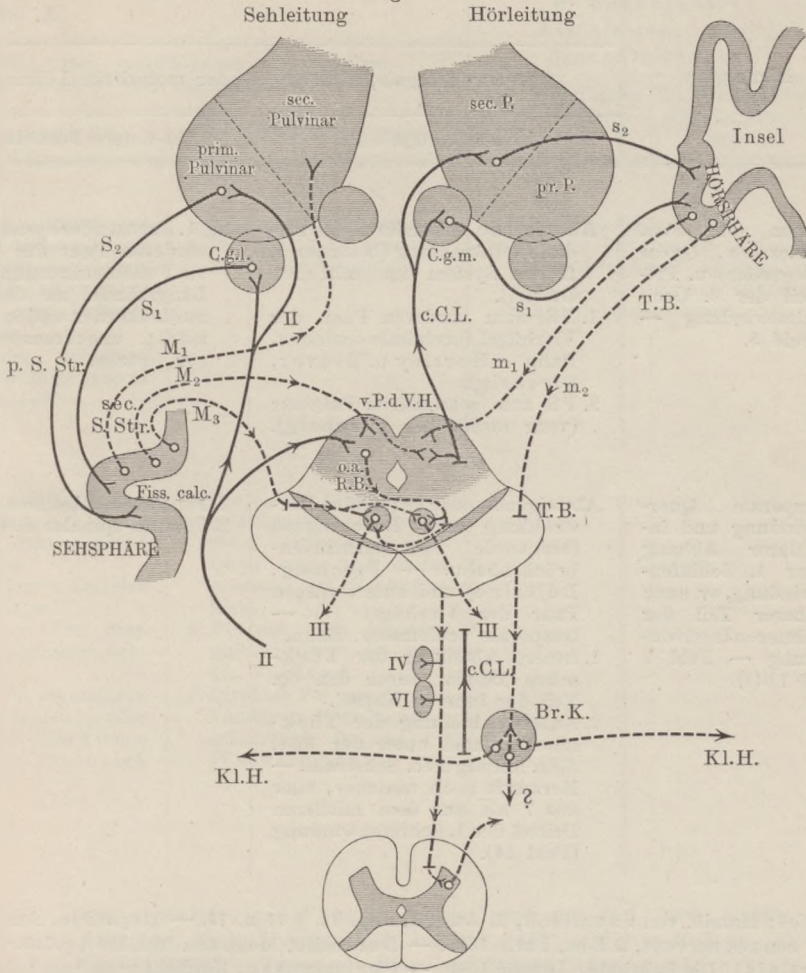 Sehleitung
Hörleitung
sec.
Pulvinar
prim.
Pulvinar
C.g.l.
sec. P.
pr. P.
C.g.m.
s2
Insel
HÖRSPHÄRE
S2
S1
II
c.C.L.
s1
T.B.
p. S. Str.
M1
M2
M3
sec.
S. Str.
m1
m2
v.P.d.V.H.
o.a.
R.B.
Fiss. calc.
T.B.
SEHSPHÄRE
III
III
II
IV
VI
c.C.L.
Br.K.
Kl.H.
Kl.H.
?